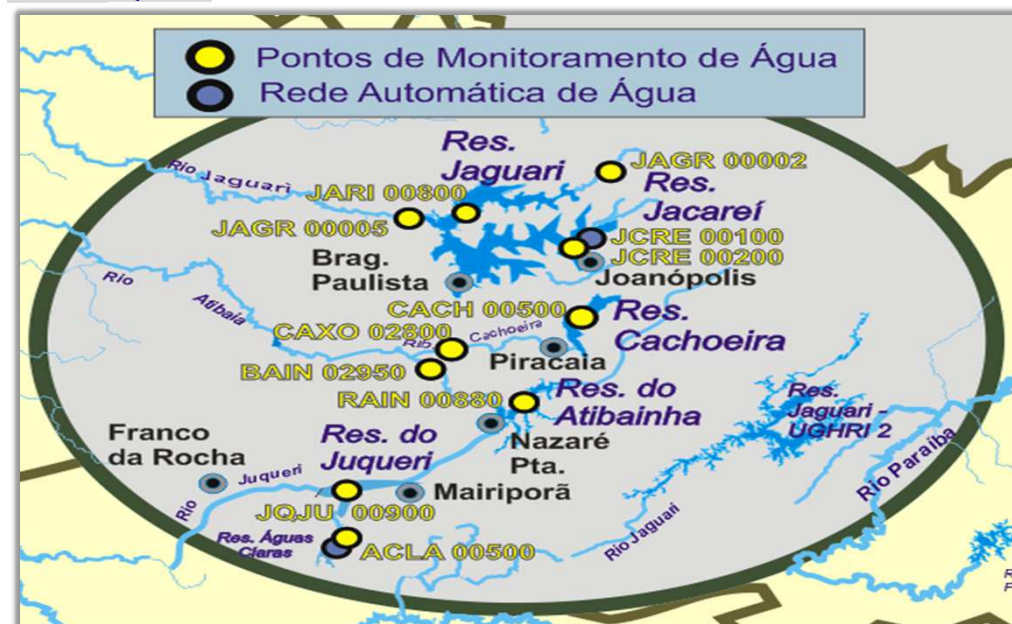 Pontos de Monitoramento de Água
Rede Automática de Água
Res.
Jaguari
JAGR 00002
Rio Jaguari
JARI 00800
Res.
Jacareí
JAGR 00005
JCRE 00100
JCRE 00200
Brag.
Paulista
Joanópolis
Rio
Atibaia
CACH 00500
Res.
Cachoeira
CAXO 02800
Rib. Cachoeira
Piracaia
BAIN 02950
RAIN 00880
Res. do
Atibainha
Res.
Jaguari -
UGHRI 2
Franco
da Rocha
Res. do
Juqueri
Nazaré
Pta.
Rio Paraíba
Rio Juqueri
Mairiporã
JQJU 00900
Rio Jaguari
Res. Águas
Claras
ACLA 00500